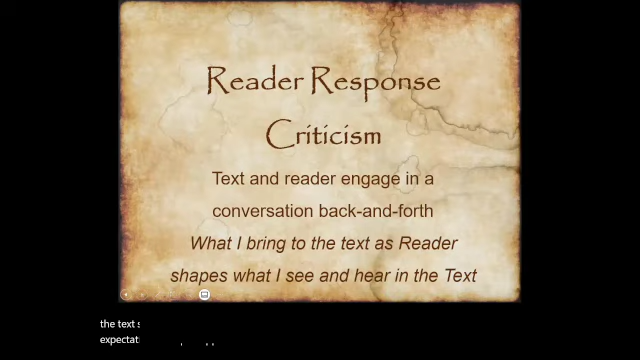 Reader Response
Criticism
Text and reader engage in a
conversation back-and-forth
What I bring to the text as Reader
shapes what I see and hear in the Text
the text